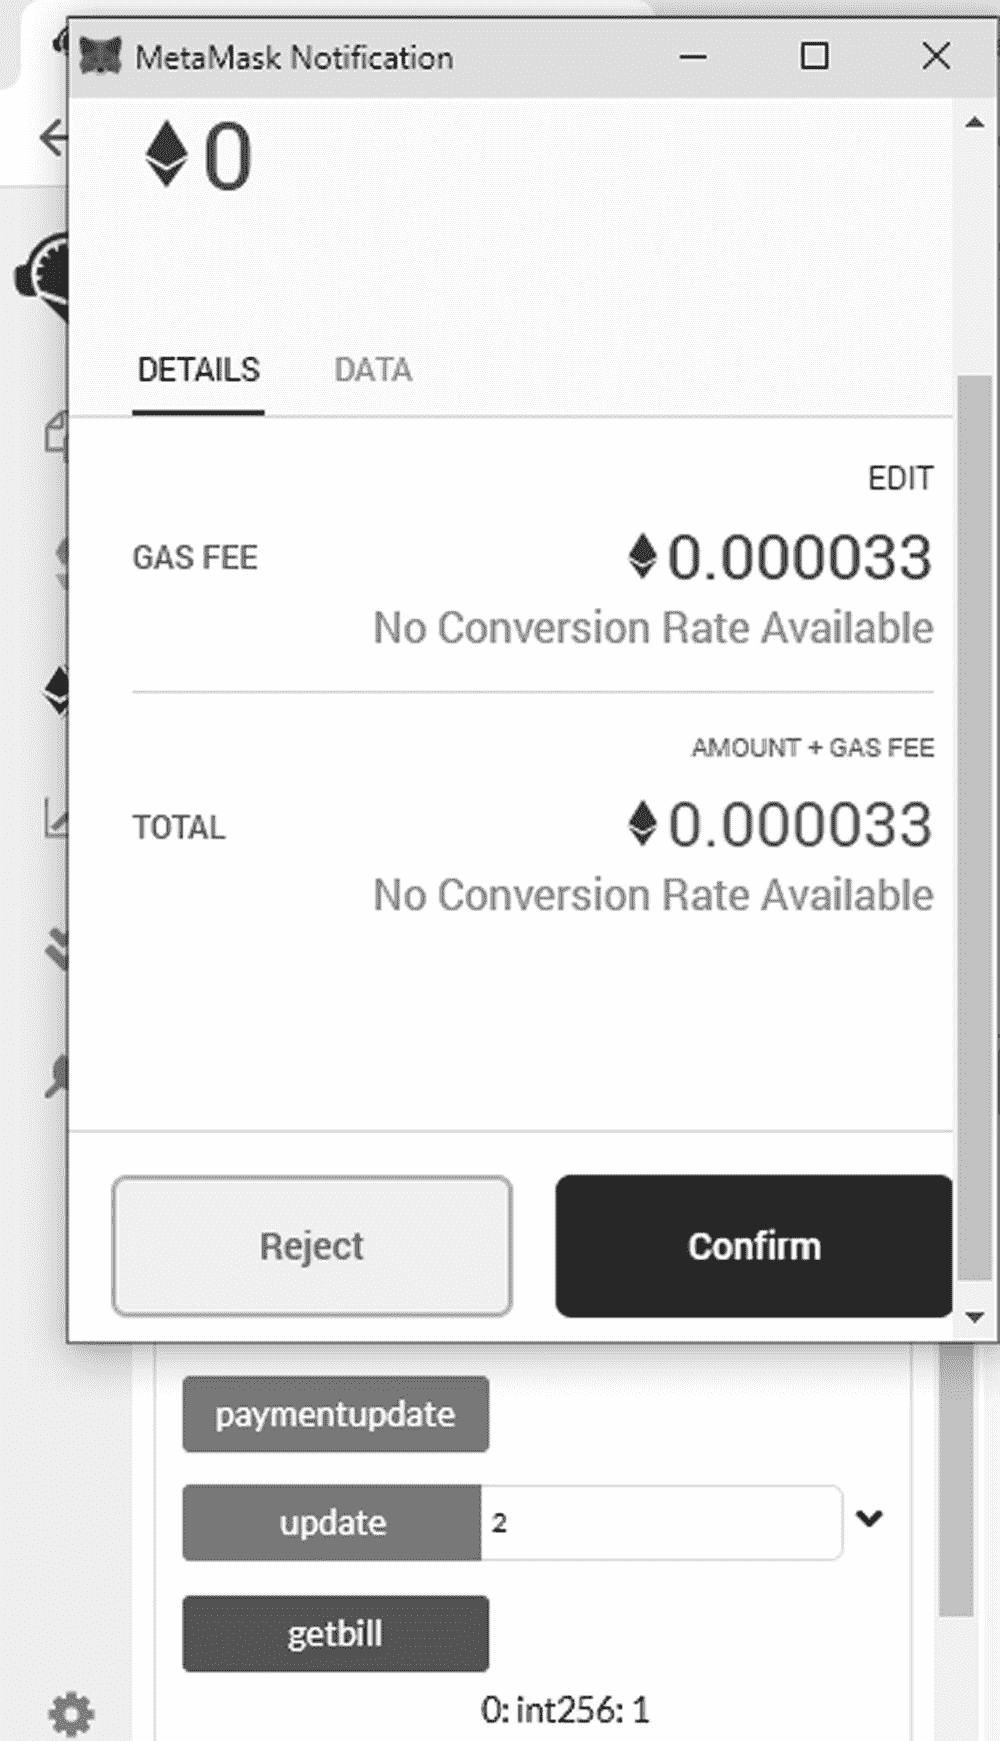 MetaMask Notification
0
DETAILS DATA
EDIT
GAS FEE 0.000033
No Conversion Rate Available
AMOUNT + GAS FEE
TOTAL 0.000033
No Conversion Rate Available
Reject Confirm
paymentupdate
update 2
getbill
0: int256: 1